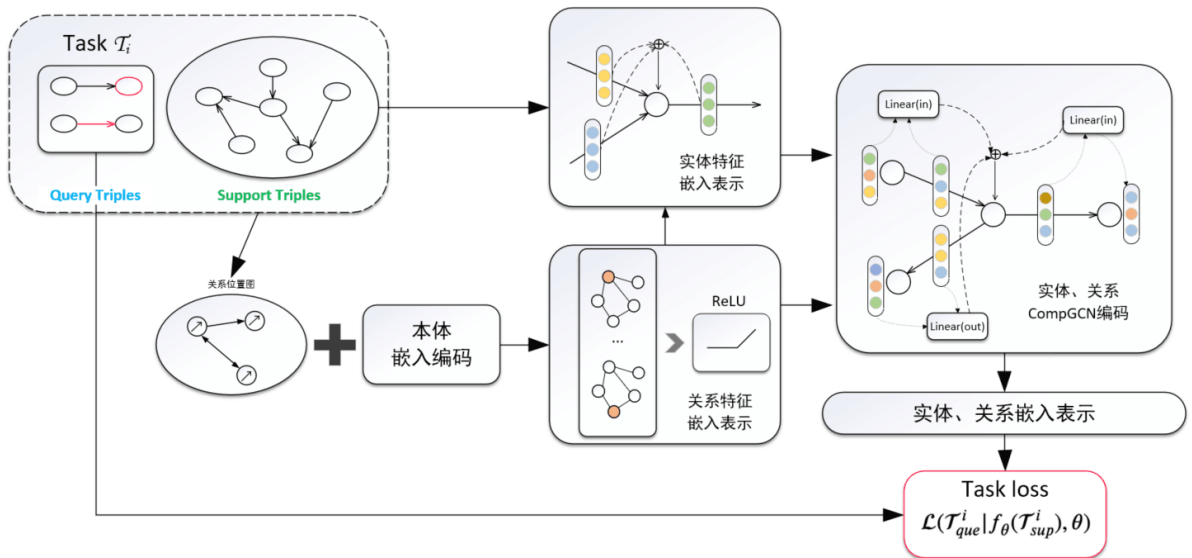 Task 𝒯ᵢ
Query Triples
Support Triples
关系位置图
本体
嵌入编码
实体特征
嵌入表示
ReLU
...
关系特征
嵌入表示
Linear(in)
Linear(in)
Linear(out)
实体、关系
CompGCN编码
实体、关系嵌入表示
Task loss
ℒ(𝒯^i_que|f_θ(𝒯^i_sup),θ)